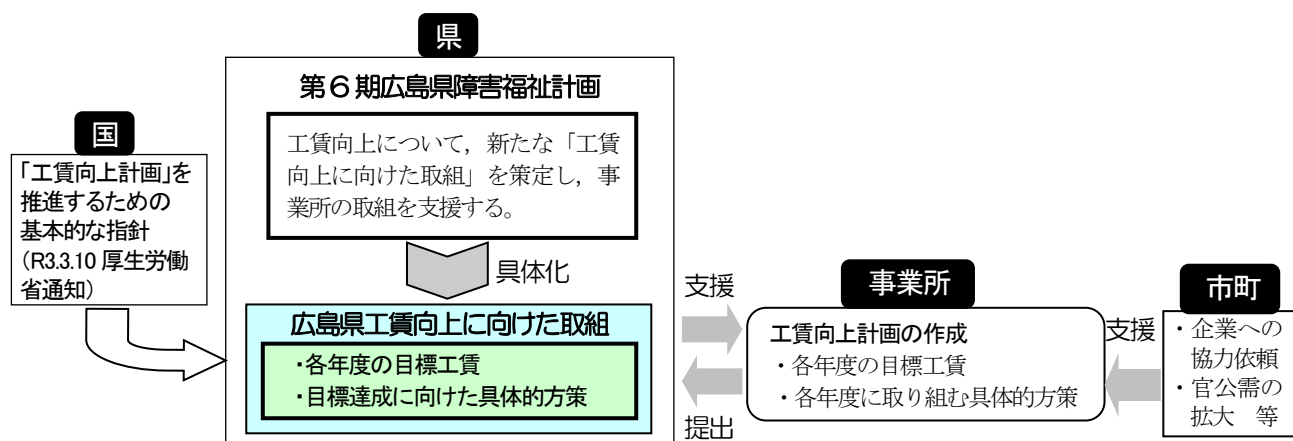 国
「工賃向上計画」を
推進するための
基本的な指針
(R3.3.10 厚生労働
省通知)
県
第6期広島県障害福祉計画
工賃向上について，新たな「工賃
向上に向けた取組」を策定し，事
業所の取組を支援する。
具体化
広島県工賃向上に向けた取組
・各年度の目標工賃
・目標達成に向けた具体的方策
支援
提出
事業所
工賃向上計画の作成
・各年度の目標工賃
・各年度に取り組む具体的方策
支援
市町
・企業への
協力依頼
・官公需の
拡大　等